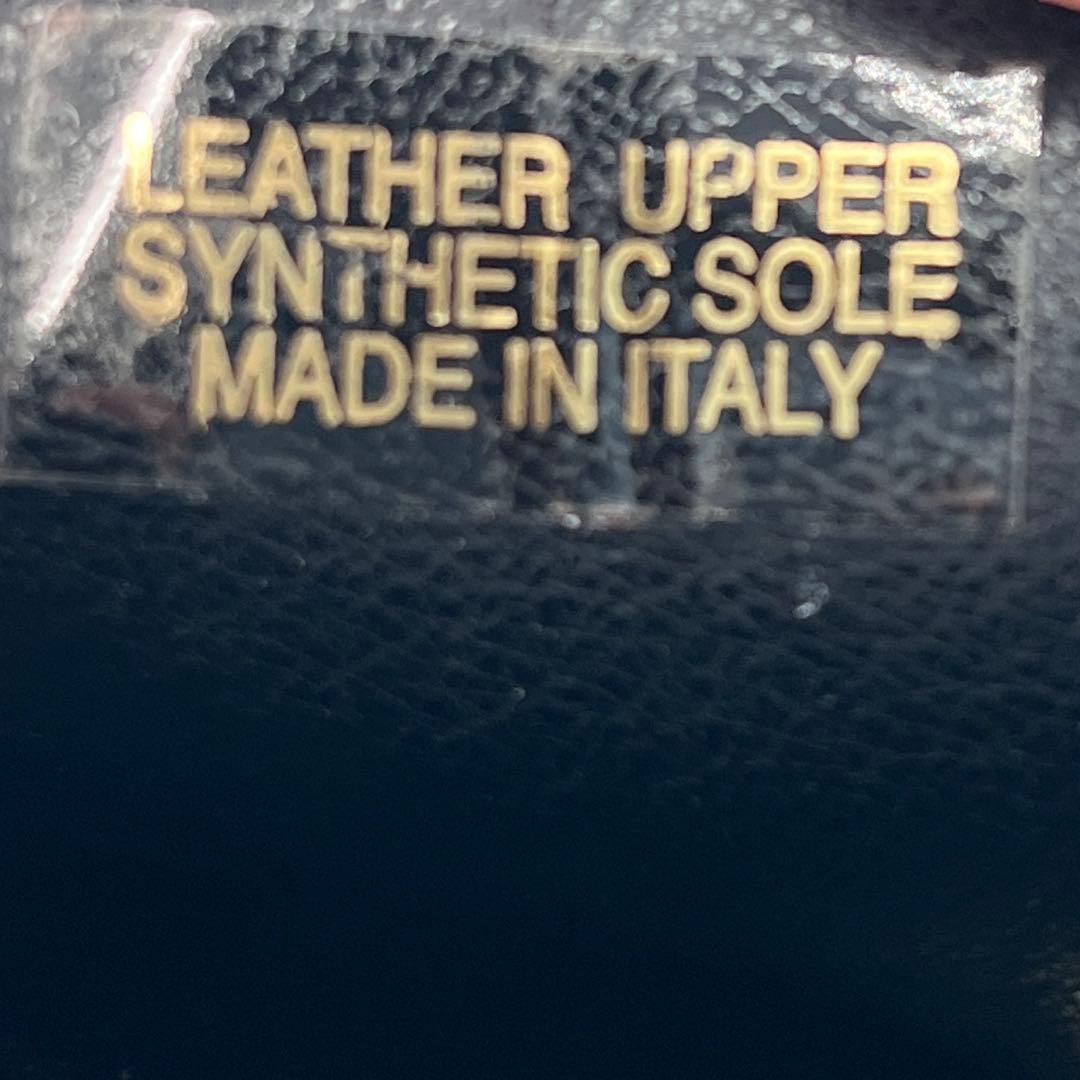 LEATHER UPPER
SYNTHETIC SOLE
MADE IN ITALY